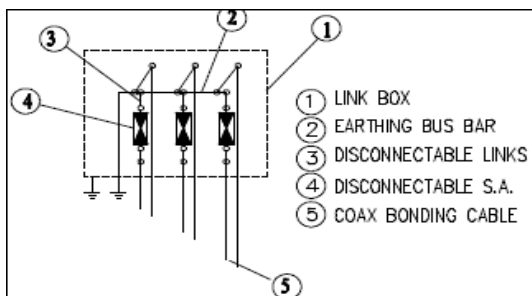 2
3
1
4
1 LINK BOX
2 EARTHING BUS BAR
3 DISCONNECTABLE LINKS
4 DISCONNECTABLE S.A.
5 COAX BONDING CABLE
5